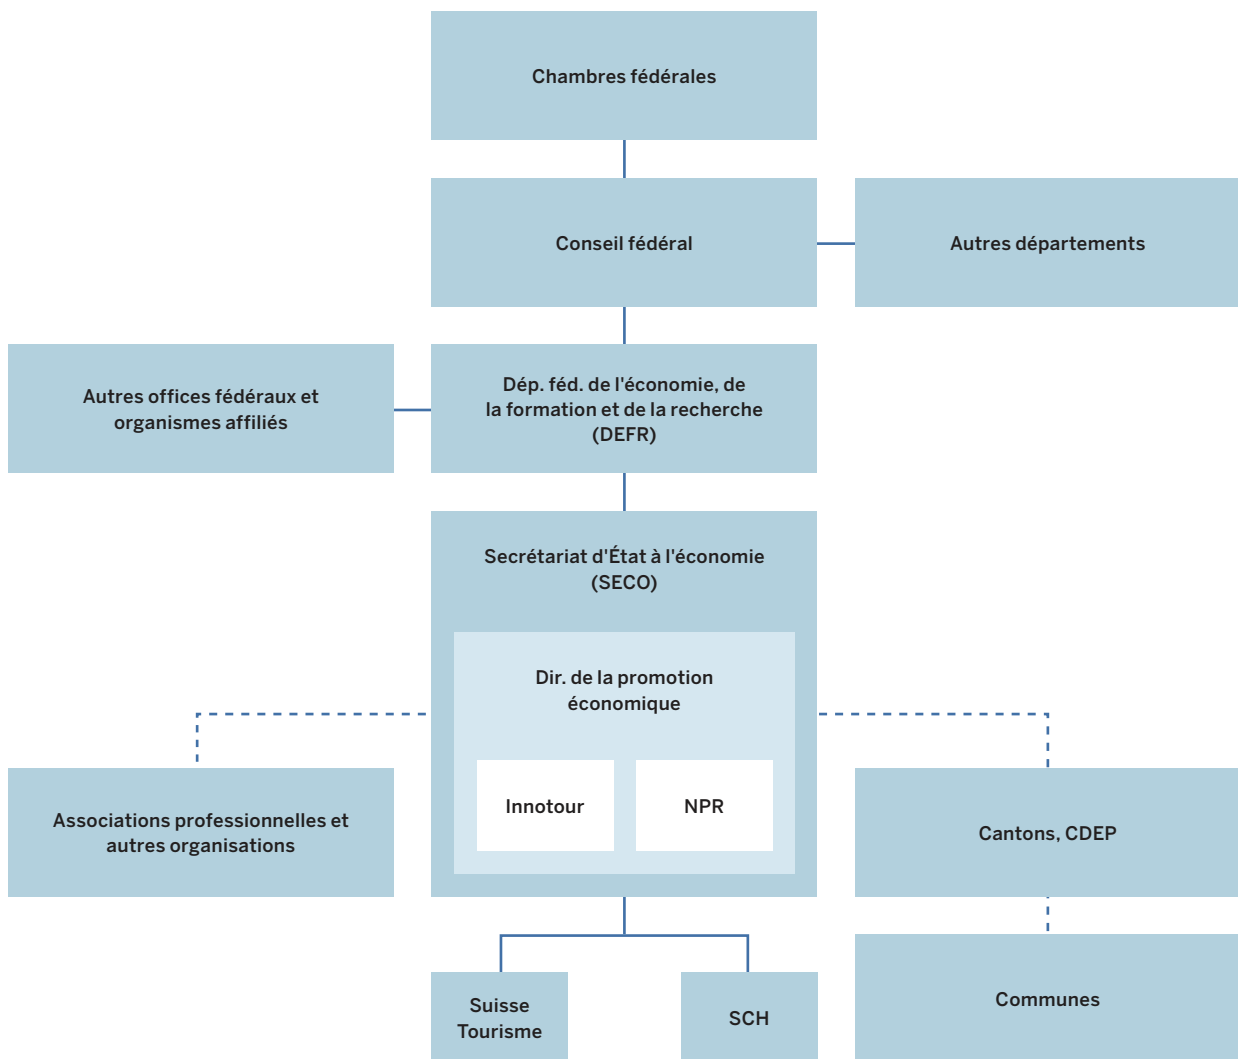 Chambres fédérales
Conseil fédéral
Autres départements
Autres offices fédéraux et
organismes affiliés
Dép. féd. de l'économie, de
la formation et de la recherche
(DEFR)
Secrétariat d'État à l'économie
(SECO)
Dir. de la promotion
économique
Innotour
NPR
Associations professionnelles et
autres organisations
Cantons, CDEP
Suisse
Tourisme
SCH
Communes